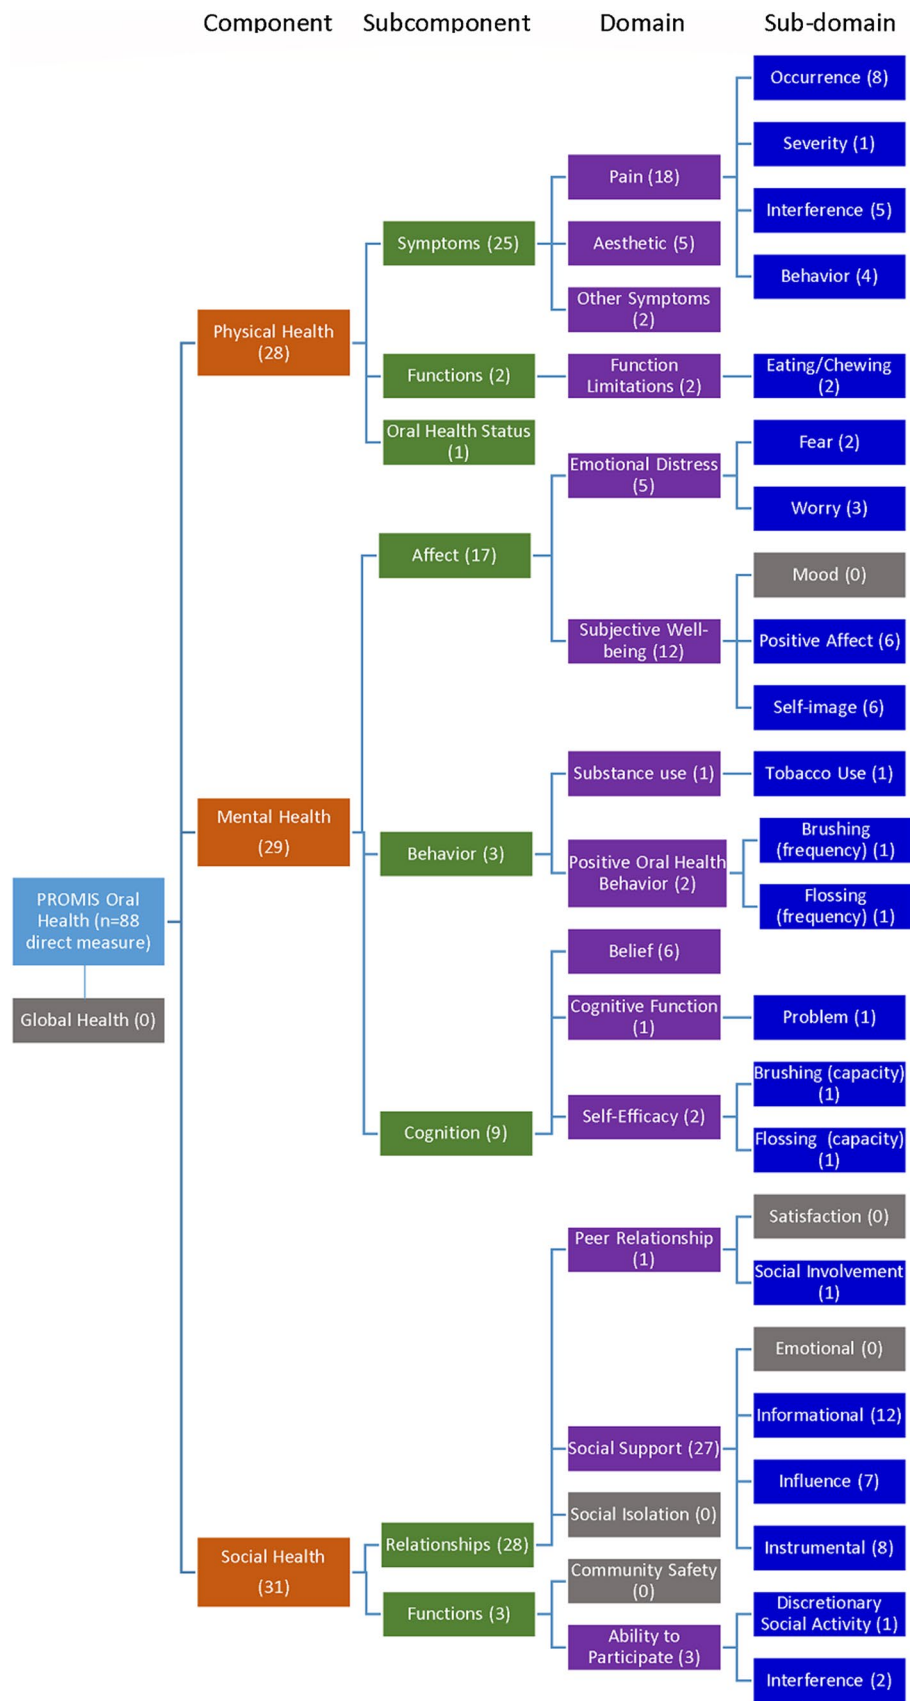 Component
Subcomponent
Domain
Sub-domain
PROMIS Oral
Health (n=88
direct measure)
Global Health (0)
Physical Health
(28)
Symptoms (25)
Pain (18)
Occurrence (8)
Severity (1)
Interference (5)
Behavior (4)
Aesthetic (5)
Other Symptoms
(2)
Functions (2)
Function
Limitations (2)
Eating/Chewing
(2)
Oral Health Status
(1)
Mental Health
(29)
Affect (17)
Emotional Distress
(5)
Fear (2)
Worry (3)
Subjective Well-
being (12)
Mood (0)
Positive Affect (6)
Self-image (6)
Behavior (3)
Substance use (1)
Tobacco Use (1)
Positive Oral Health
Behavior (2)
Brushing
(frequency) (1)
Flossing
(frequency) (1)
Cognition (9)
Belief (6)
Cognitive Function
(1)
Problem (1)
Self-Efficacy (2)
Brushing (capacity)
(1)
Flossing (capacity)
(1)
Social Health
(31)
Relationships (28)
Peer Relationship
(1)
Satisfaction (0)
Social Involvement
(1)
Social Support (27)
Emotional (0)
Informational (12)
Influence (7)
Instrumental (8)
Social Isolation (0)
Functions (3)
Community Safety
(0)
Ability to
Participate (3)
Discretionary
Social Activity (1)
Interference (2)